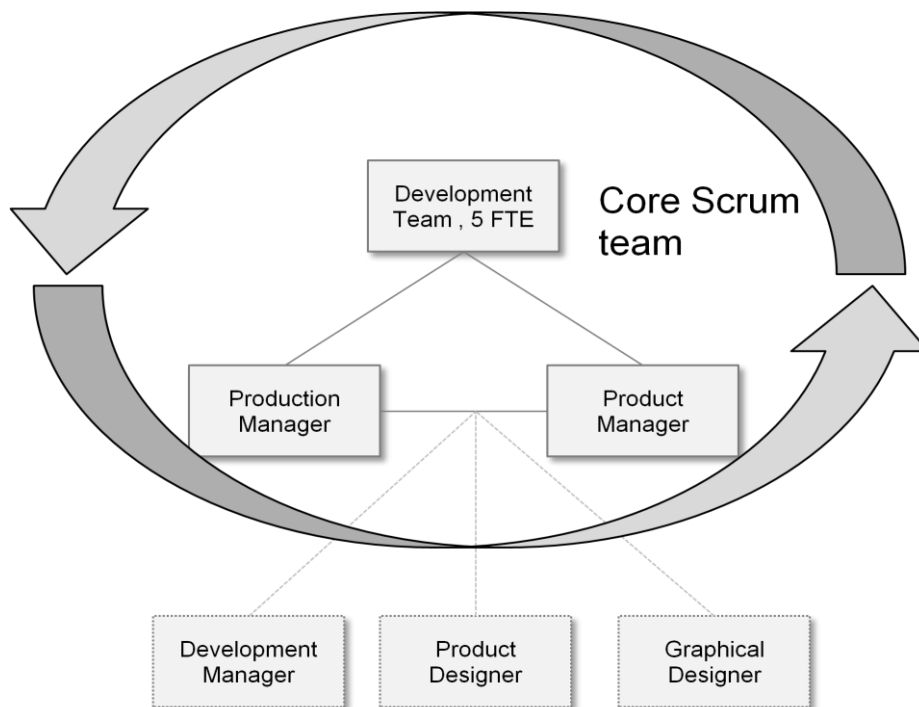 Development
Team , 5 FTE
Core Scrum
team
Production
Manager
Product
Manager
Development
Manager
Product
Designer
Graphical
Designer